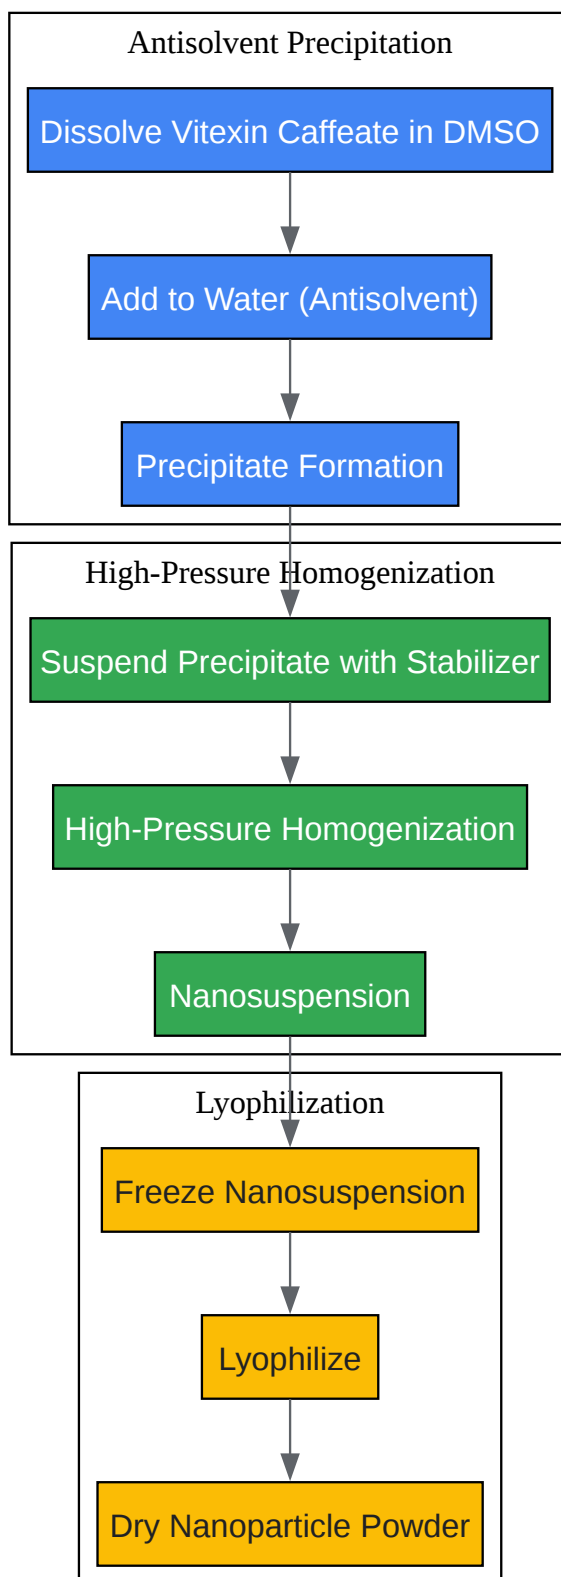 Antisolvent Precipitation
Dissolve Vitexin Caffeate in DMSO
Add to Water (Antisolvent)
Precipitate Formation
High-Pressure Homogenization
Suspend Precipitate with Stabilizer
High-Pressure Homogenization
Nanosuspension
Lyophilization
Freeze Nanosuspension
Lyophilize
Dry Nanoparticle Powder